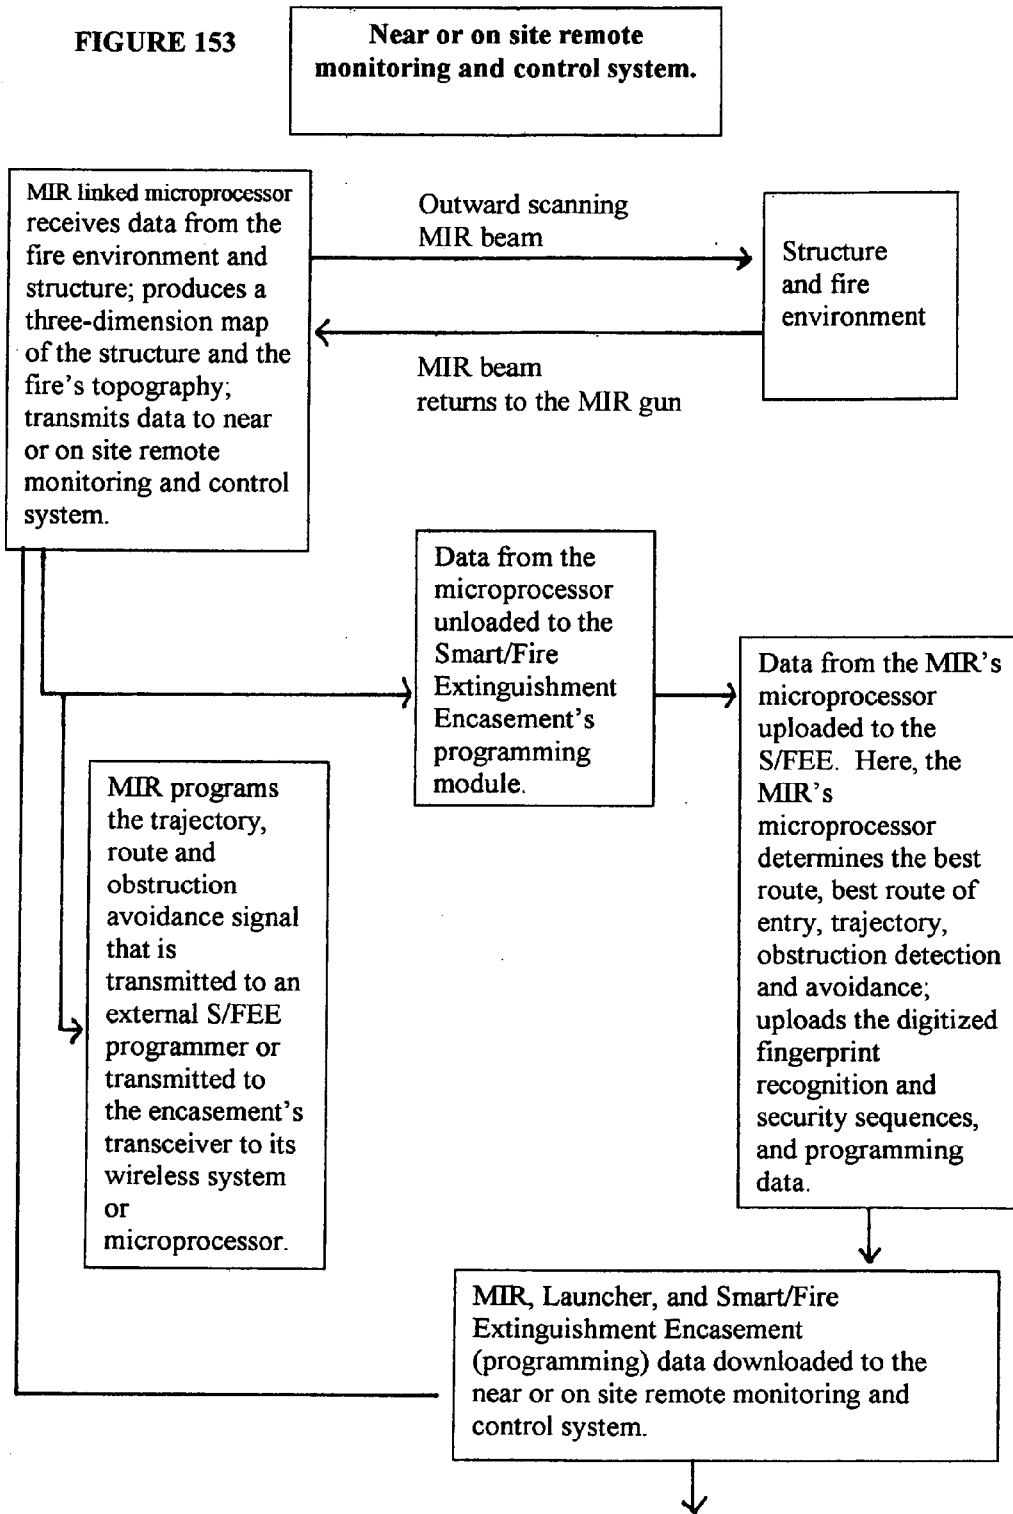 FIGURE 153
Near or on site remote
monitoring and control system.
MIR linked microprocessor
receives data from the
fire environment and
structure; produces a
three-dimension map
of the structure and the
fire's topography;
transmits data to near
or on site remote
monitoring and control
system.
Outward scanning
MIR beam
Structure
and fire
environment
MIR beam
returns to the MIR gun
Data from the
microprocessor
unloaded to the
Smart/Fire
Extinguishment
Encasement's
programming
module.
Data from the MIR's
microprocessor
uploaded to the
S/FEE. Here, the
MIR's
microprocessor
determines the best
route, best route of
entry, trajectory,
obstruction detection
and avoidance;
uploads the digitized
fingerprint
recognition and
security sequences,
and programming
data.
MIR programs
the trajectory,
route and
obstruction
avoidance signal
that is
transmitted to an
external S/FEE
programmer or
transmitted to
the encasement's
transceiver to its
wireless system
or
microprocessor.
MIR, Launcher, and Smart/Fire
Extinguishment Encasement
(programming) data downloaded to the
near or on site remote monitoring and
control system.